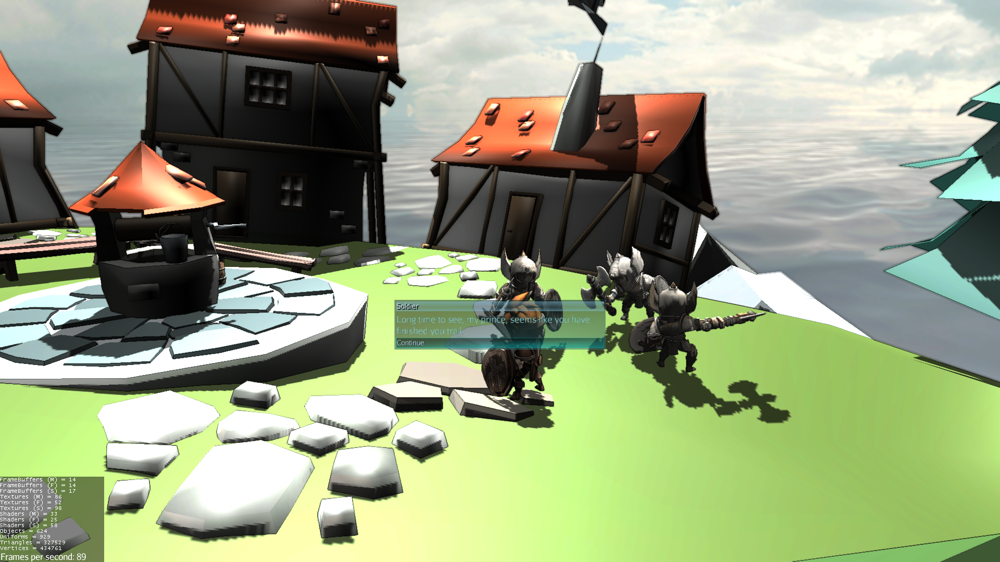 Soldier
Long time to see, my prince, seems like you have
finished you trail.
Continue
FrameBuffers (M) = 14
FrameBuffers (F) = 14
FrameBuffers (S) = 17
Textures (M) = 86
Textures (F) = 52
Textures (S) = 98
Shaders (M) = 33
Shaders (F) = 25
Shaders (S) = 58
Objects = 624
Uniforms = 929
Triangles = 327529
Vertices = 434761
Frames per second: 89